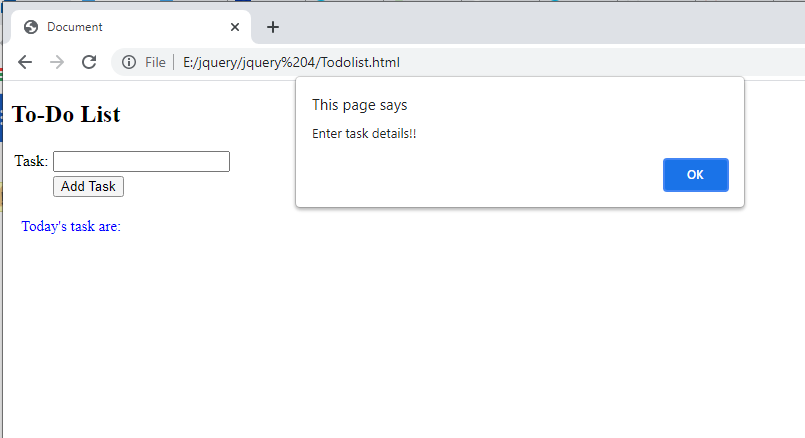 Document
File
E:/jquery/jquery%204/Todolist.html
This page says
Enter task details!!
OK
To-Do List
Task:
Add Task
Today's task are: